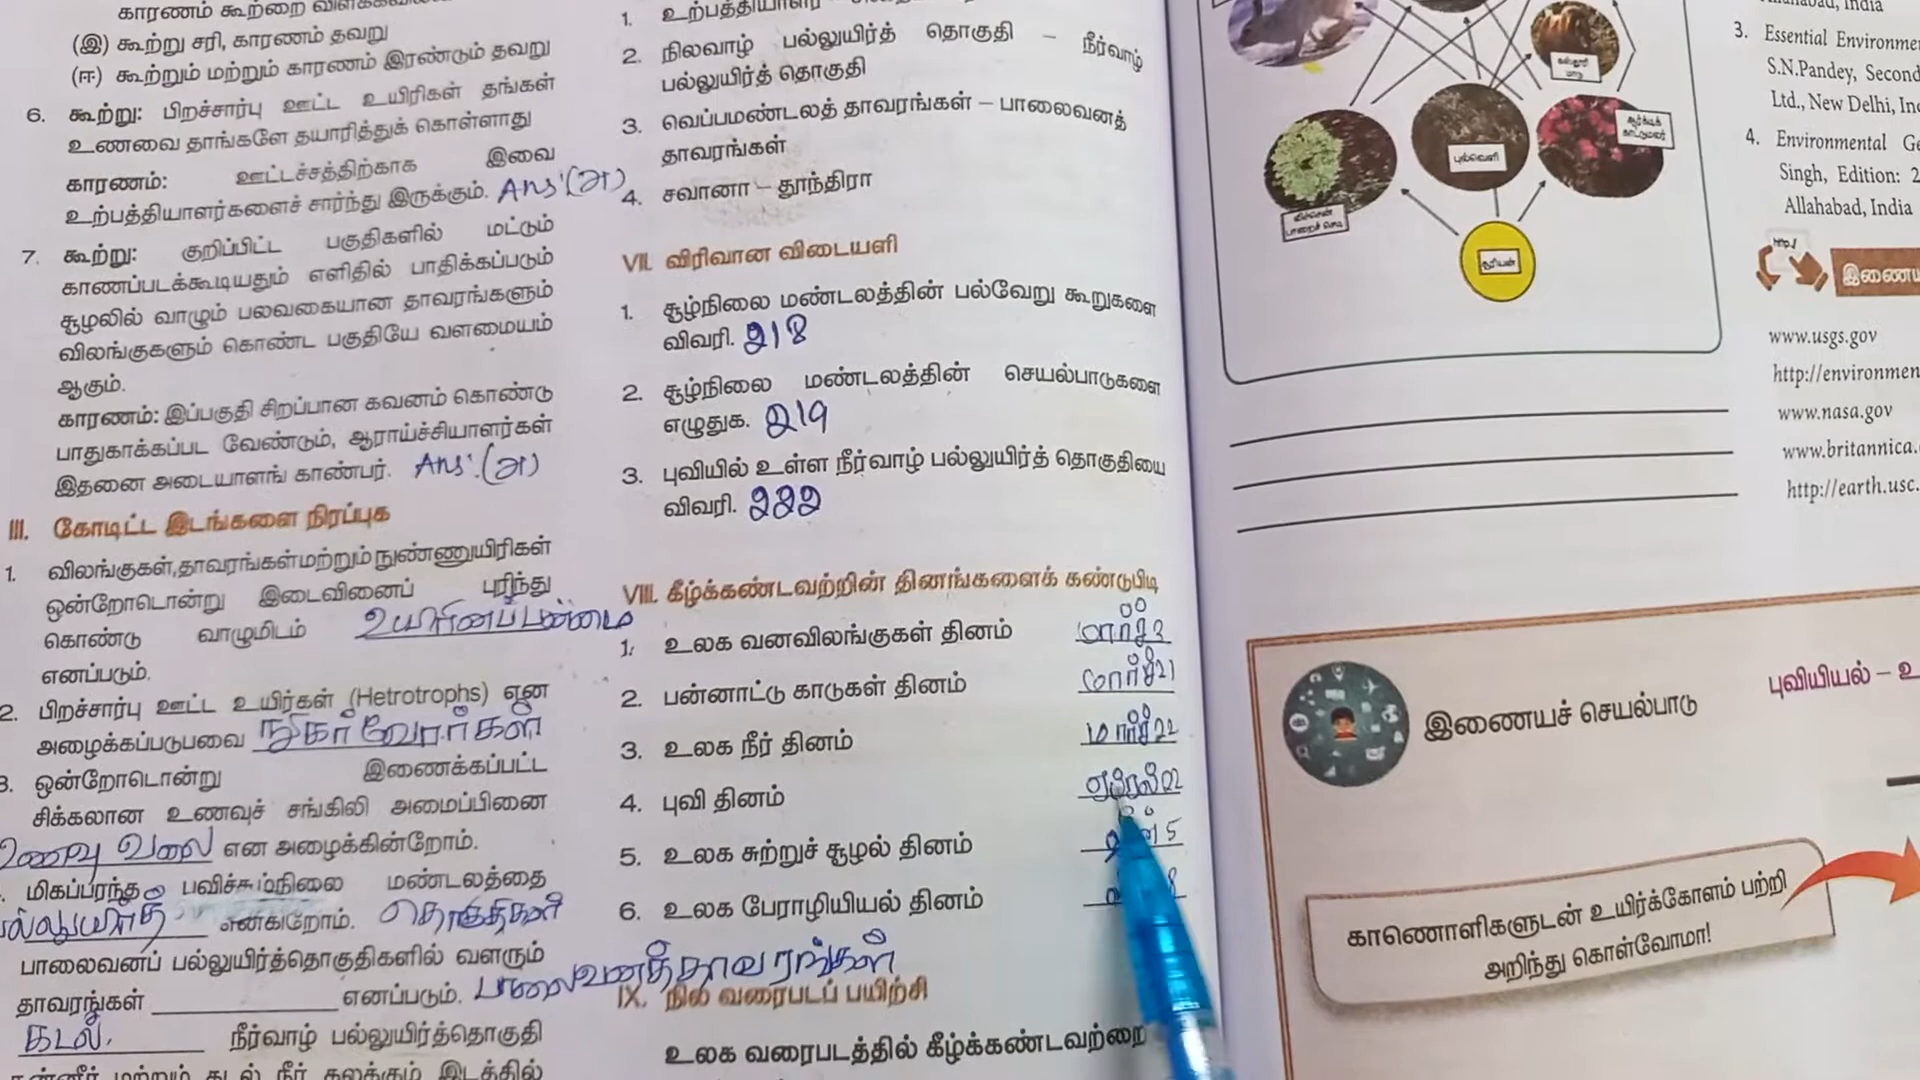 காரணம் கூற்றை
(இ) கூற்று சரி, காரணம் தவறு
(ஈ) கூற்றும் மற்றும் காரணம் இரண்டும் தவறு
6. கூற்று: பிறச்சார்பு ஊட்ட உயிரிகள் தங்கள்
உணவை தாங்களே தயாரித்துக் கொள்ளாது
காரணம்: ஊட்டச்சத்திற்காக இவை
உற்பத்தியாளர்களைச் சார்ந்து இருக்கும். Ans:(அ)
7. கூற்று: குறிப்பிட்ட பகுதிகளில் மட்டும்
காணப்படக்கூடியதும் எளிதில் பாதிக்கப்படும்
சூழலில் வாழும் பலவகையான தாவரங்களும்
விலங்குகளும் கொண்ட பகுதியே வளமையம்
ஆகும்.
காரணம்: இப்பகுதி சிறப்பான கவனம் கொண்டு
பாதுகாக்கப்பட வேண்டும், ஆராய்ச்சியாளர்கள்
இதனை அடையாளங் காண்பர். Ans:(அ)
III. கோடிட்ட இடங்களை நிரப்புக
1. விலங்குகள்,தாவரங்கள்மற்றும்நுண்ணுயிரிகள்
ஒன்றோடொன்று இடைவினைப் புரிந்து
கொண்டு வாழுமிடம் உயிரினப்பன்மை
எனப்படும்.
2. பிறச்சார்பு ஊட்ட உயிர்கள் (Hetrotrophs) என
அழைக்கப்படுபவை நுகர்வோர்கள்
3. ஒன்றோடொன்று இணைக்கப்பட்ட
சிக்கலான உணவுச் சங்கிலி அமைப்பினை
உணவு வலை என அழைக்கின்றோம்.
மிகப்பரந்த புவிச்சூழ்நிலை மண்டலத்தை
பல்லுயிர்த் என்கிறோம். தொகுதிகள்
பாலைவனப் பல்லுயிர்த்தொகுதிகளில் வளரும்
தாவரங்கள் எனப்படும். பாலைவனத்தாவரங்கள்
கடல். நீர்வாழ் பல்லுயிர்த்தொகுதி
1. உற்பத்தியாளர் –
2. நிலவாழ் பல்லுயிர்த் தொகுதி – நீர்வாழ்
பல்லுயிர்த் தொகுதி
3. வெப்பமண்டலத் தாவரங்கள் – பாலைவனத்
தாவரங்கள்
4. சவானா – தூந்திரா
VII. விரிவான விடையளி
1. சூழ்நிலை மண்டலத்தின் பல்வேறு கூறுகளை
விவரி. 218
2. சூழ்நிலை மண்டலத்தின் செயல்பாடுகளை
எழுதுக. 219
3. புவியில் உள்ள நீர்வாழ் பல்லுயிர்த் தொகுதியை
விவரி. 222
VIII. கீழ்க்கண்டவற்றின் தினங்களைக் கண்டுபிடி
1. உலக வனவிலங்குகள் தினம் மார்ச் 3
2. பன்னாட்டு காடுகள் தினம் மார்ச் 21
3. உலக நீர் தினம் மார்ச் 22
4. புவி தினம் ஏப்ரல் 22
5. உலக சுற்றுச் சூழல் தினம் 5
6. உலக பேராழியியல் தினம் 8
IX. நில வரைபடப் பயிற்சி
உலக வரைபடத்தில் கீழ்க்கண்டவற்றை
புல்வெளி
ஆர்க்டிக்
காட்டுமலர்
சூரியன்
இணையச் செயல்பாடு
புவியியல் – உ
காணொளிகளுடன் உயிர்க்கோளம் பற்றி
அறிந்து கொள்வோமா!
India
3. Essential
S.N.Pandey, Second
Ltd., New Delhi,
4. Environmental
Singh, Edition:
Allahabad, India
http:/
www.usgs.gov
http://environmen
www.nasa.gov
www.britannica.
http://earth.usc.